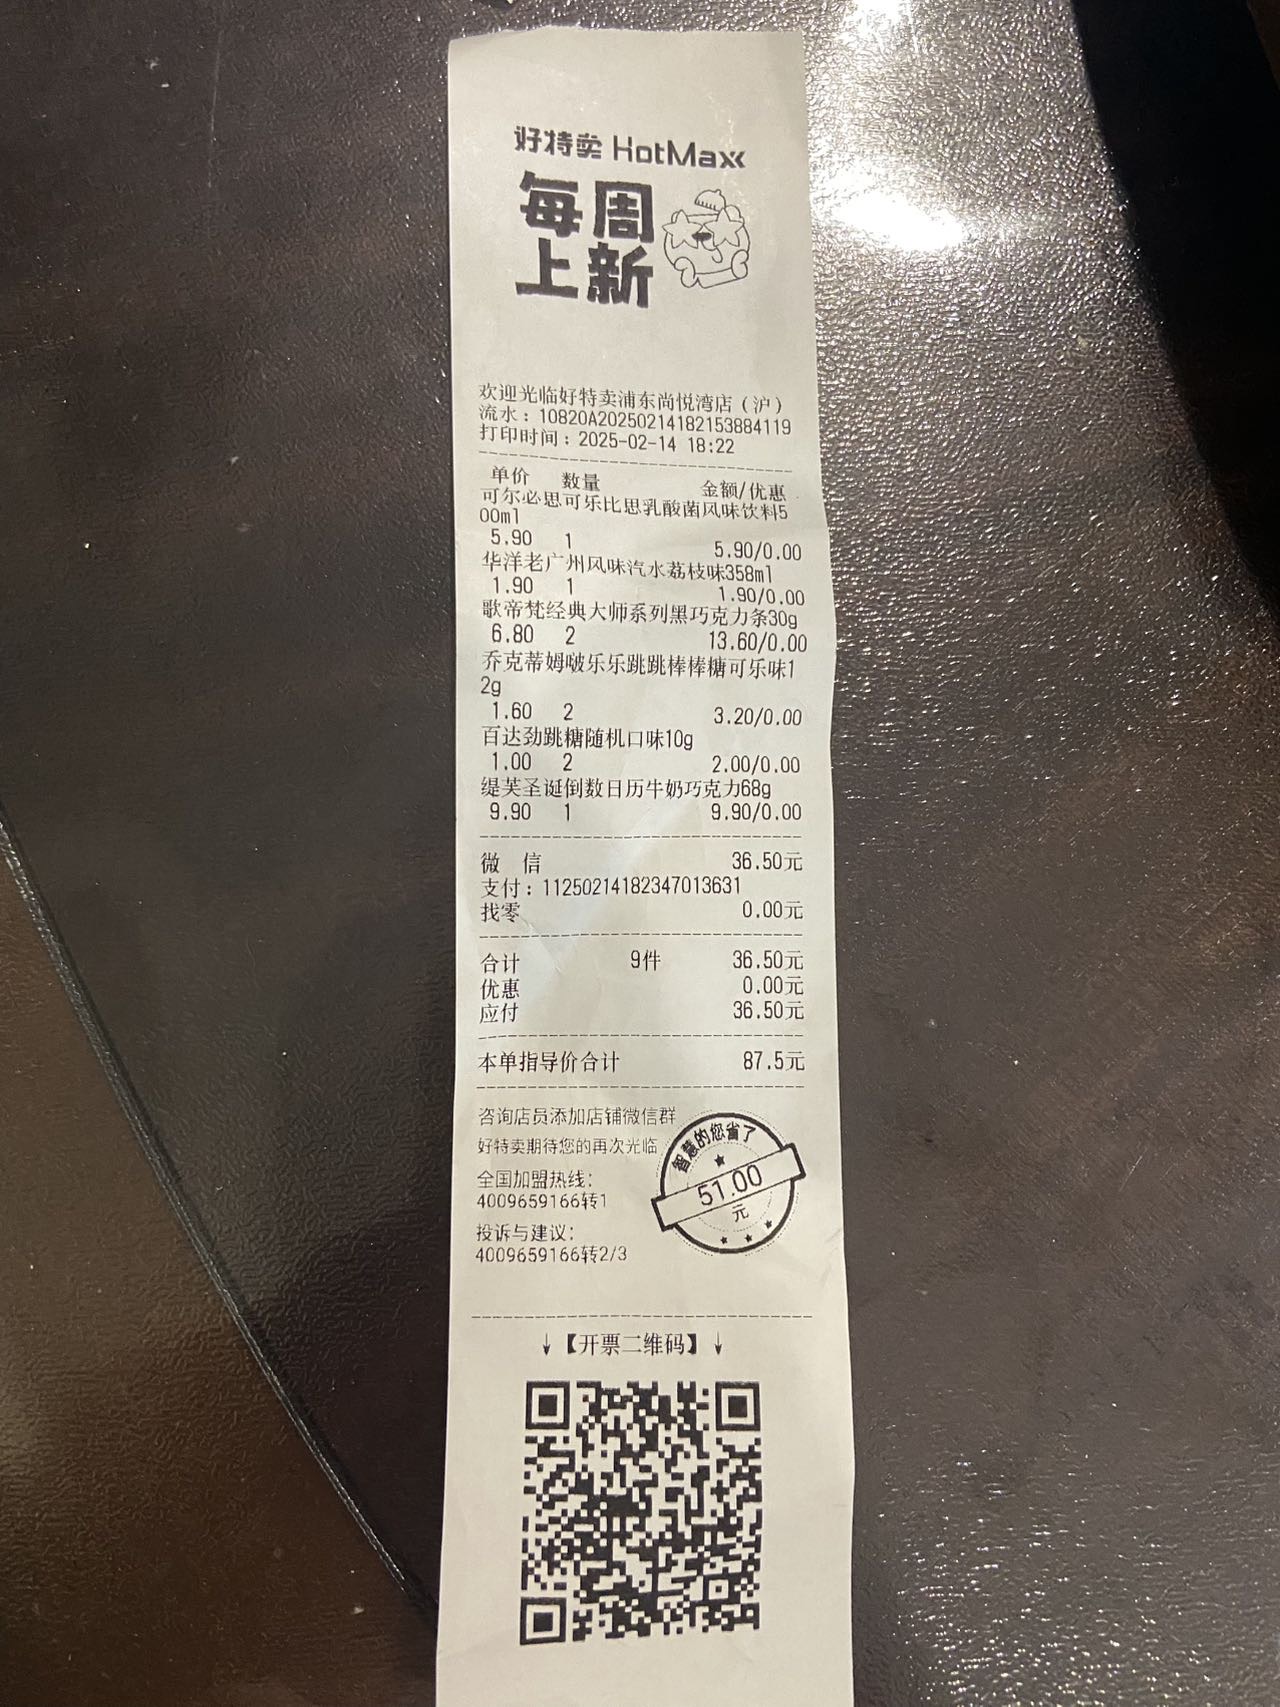 好特卖 HotMaxx
每周
上新
欢迎光临好特卖浦东尚悦湾店（沪）
流水：10820A20250214182153884119
打印时间：2025-02-14 18:22
单价 数量 金额/优惠
可尔必思可乐比思乳酸菌风味饮料5
00ml
5.90 1 5.90/0.00
华洋老广州风味汽水荔枝味358ml
1.90 1 1.90/0.00
歌帝梵经典大师系列黑巧克力条30g
6.80 2 13.60/0.00
乔克蒂姆啵乐乐跳跳棒棒糖可乐味1
2g
1.60 2 3.20/0.00
百达劲跳糖随机口味10g
1.00 2 2.00/0.00
缇芙圣诞倒数日历牛奶巧克力68g
9.90 1 9.90/0.00
微 信 36.50元
支付：11250214182347013631
找零 0.00元
合计 9件 36.50元
优惠 0.00元
应付 36.50元
本单指导价合计 87.5元
咨询店员添加店铺微信群
好特卖期待您的再次光临
全国加盟热线：
4009659166转1
投诉与建议：
4009659166转2/3
智慧的您省了
51.00
元
↓【开票二维码】↓